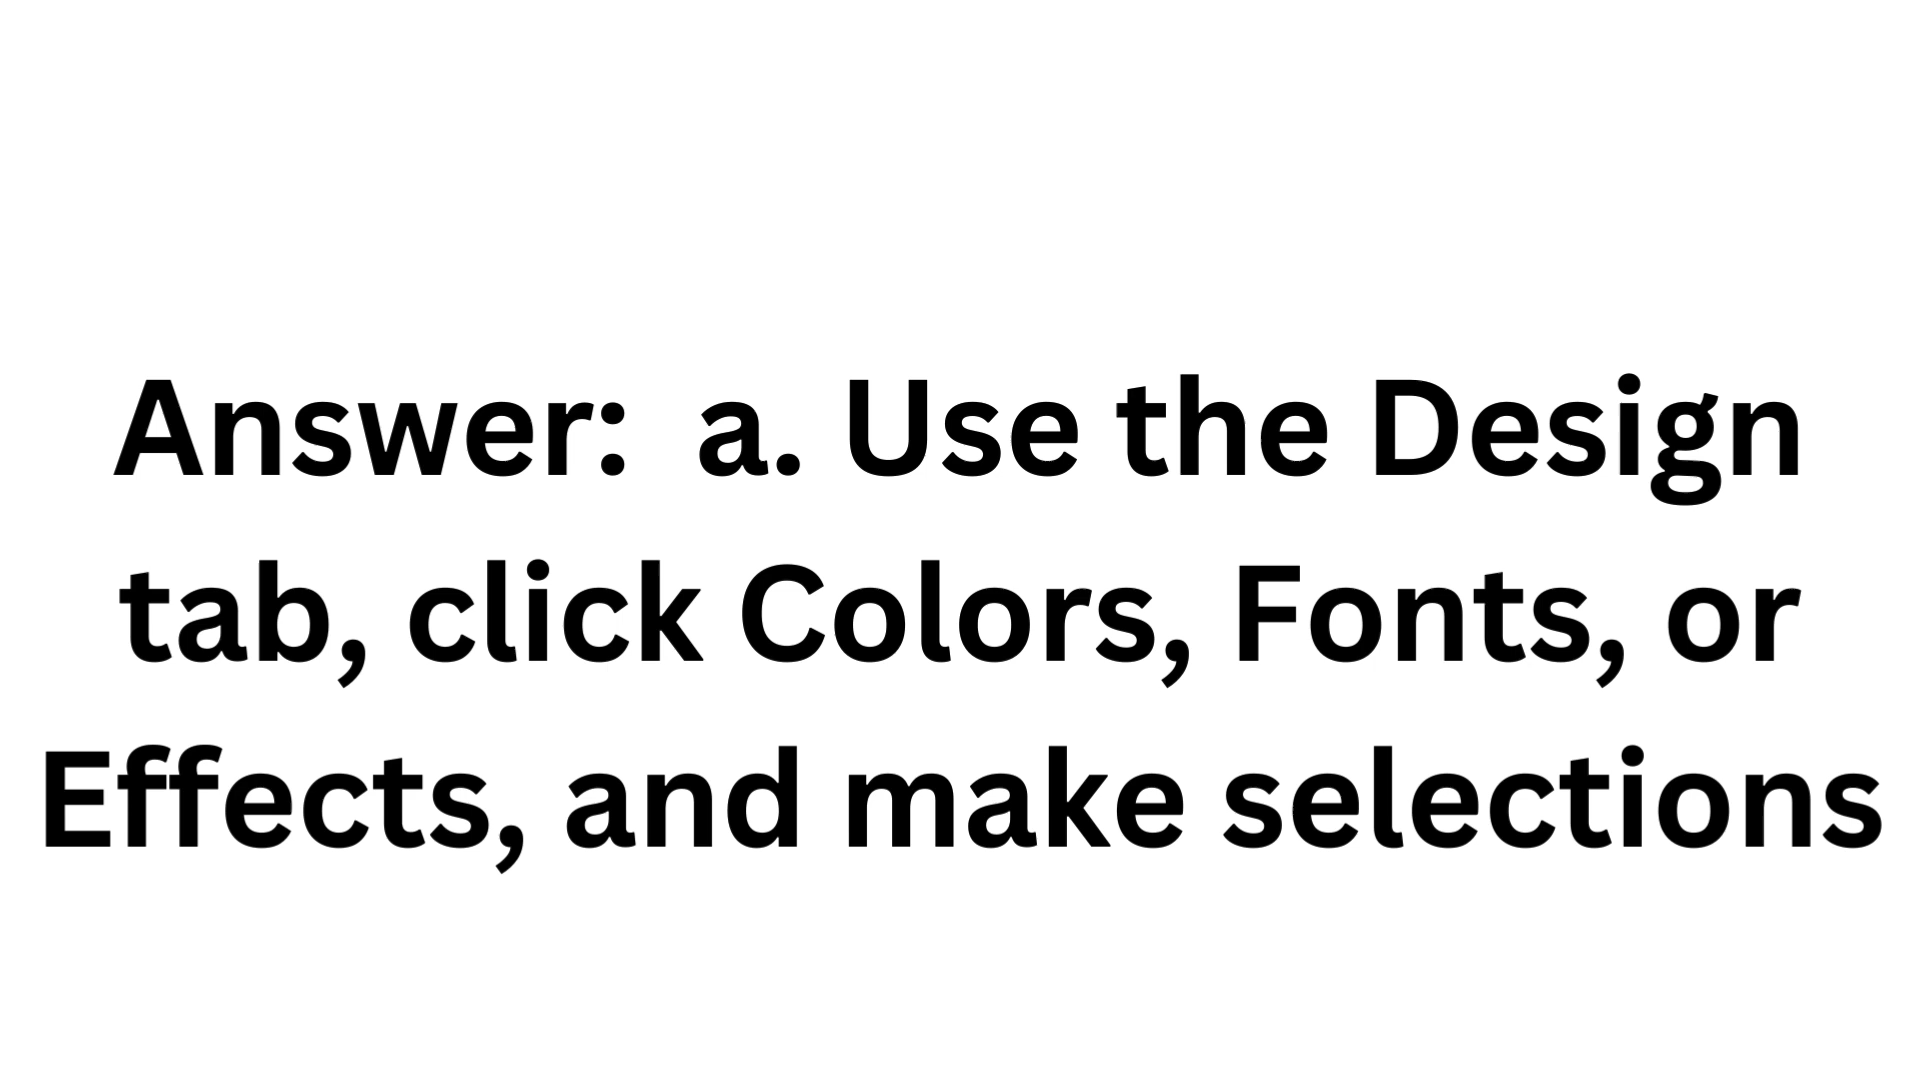 Answer:  a. Use the Design
tab, click Colors, Fonts, or
Effects, and make selections